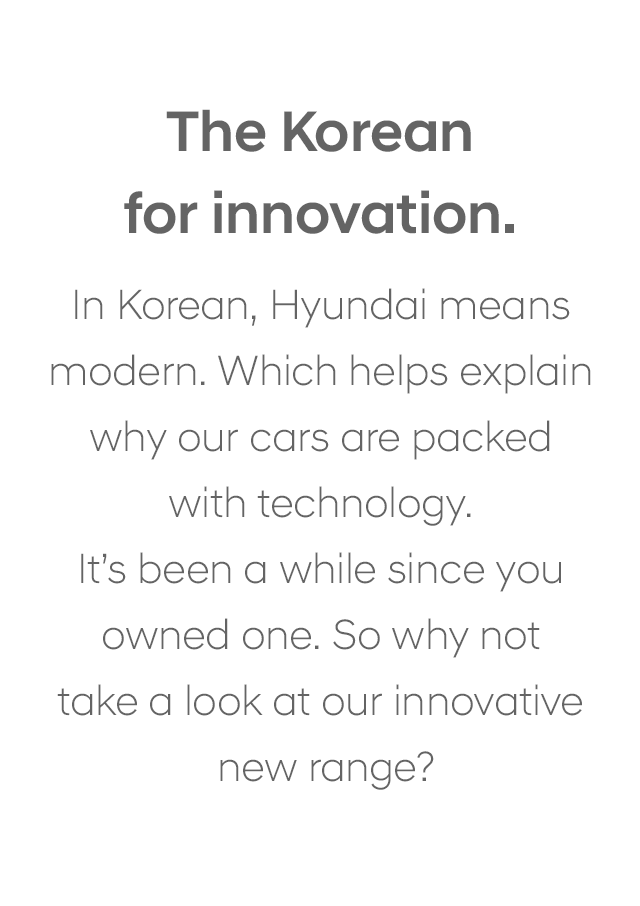 The Korean
for innovation.
In Korean, Hyundai means
modern. Which helps explain
why our cars are packed
with technology.
It’s been a while since you
owned one. So why not
take a look at our innovative
new range?